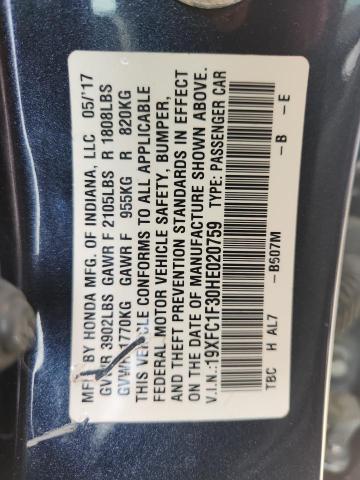 MFD BY HONDA MFG. OF INDIANA, LLC 05/'17
GVWR 3902LBS GAWR F 2105LBS R 1808LBS
GVWR 1770KG GAWR F 955KG R 820KG
THIS VEHICLE CONFORMS TO ALL APPLICABLE
FEDERAL MOTOR VEHICLE SAFETY, BUMPER,
AND THEFT PREVENTION STANDARDS IN EFFECT
ON THE DATE OF MANUFACTURE SHOWN ABOVE.
V.I.N.: 19XFC1F30HE020759 TYPE: PASSENGER CAR
TBC H AL7 - B507M - B - E